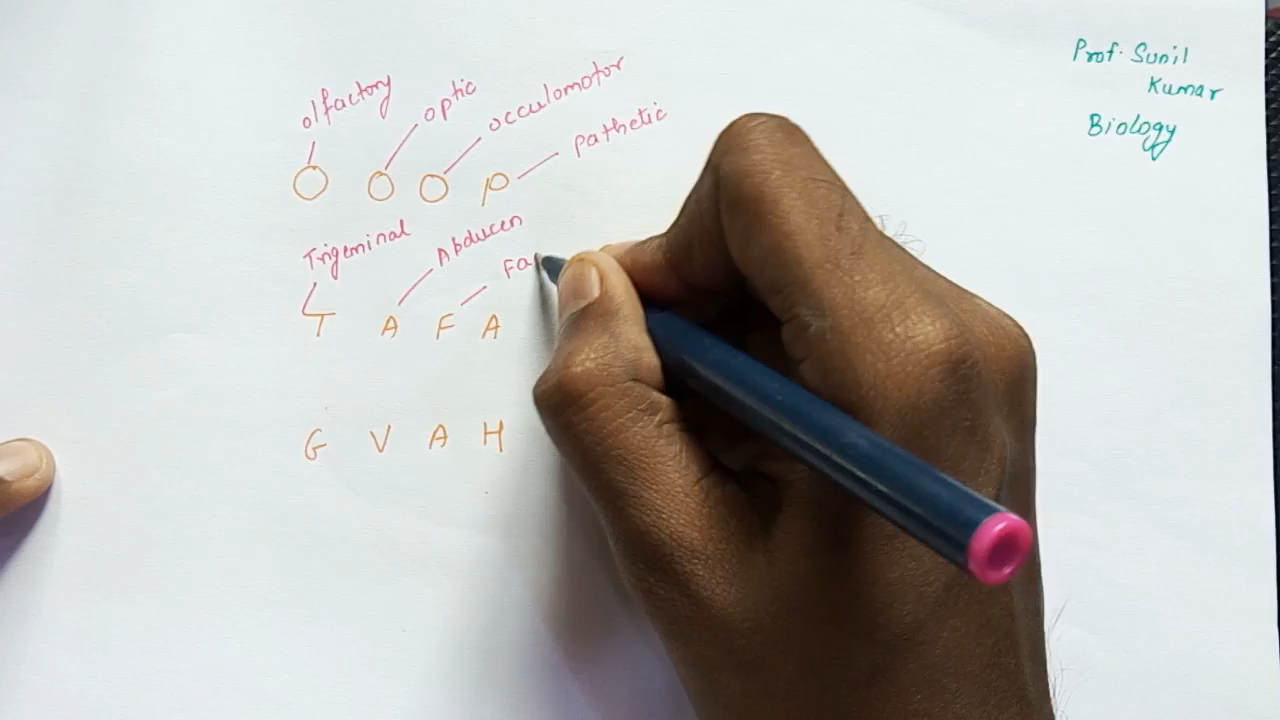 olfactory optic occulomotor pathetic
O O O P
Trigeminal Abducen Fa
T A F A
G V A H
Prof. Sunil
Kumar
Biology